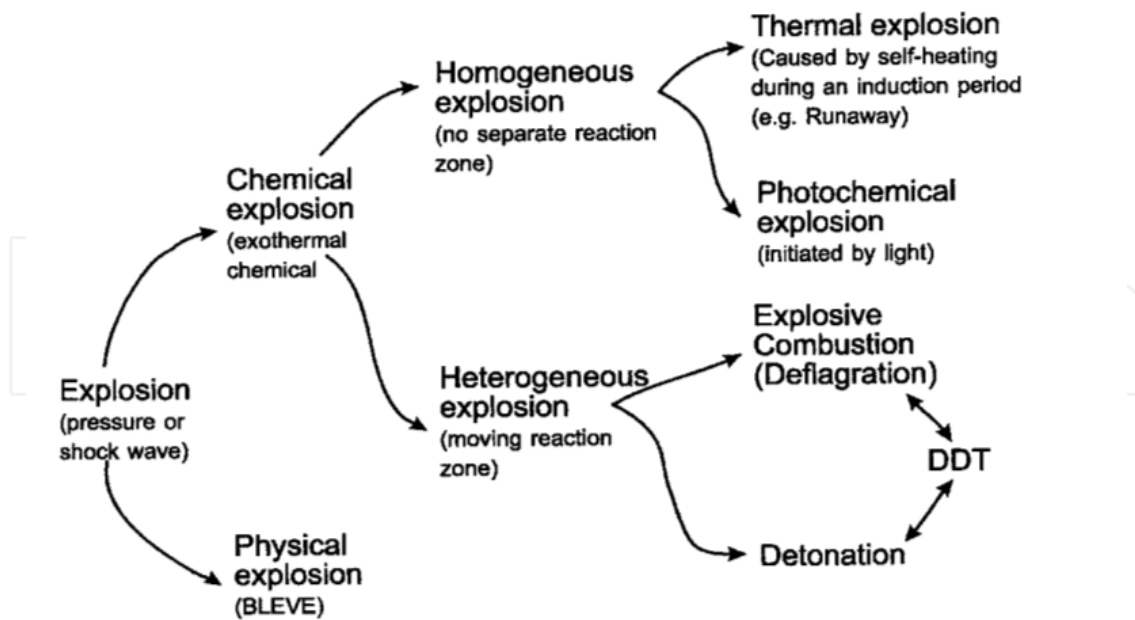 Thermal explosion
(Caused by self-heating
during an induction period
(e.g. Runaway)
Homogeneous
explosion
(no separate reaction
zone)
Chemical
explosion
(exothermal
chemical
Photochemical
explosion
(initiated by light)
Explosive
Combustion
(Deflagration)
Heterogeneous
explosion
(moving reaction
zone)
Explosion
(pressure or
shock wave)
DDT
Detonation
Physical
explosion
(BLEVE)